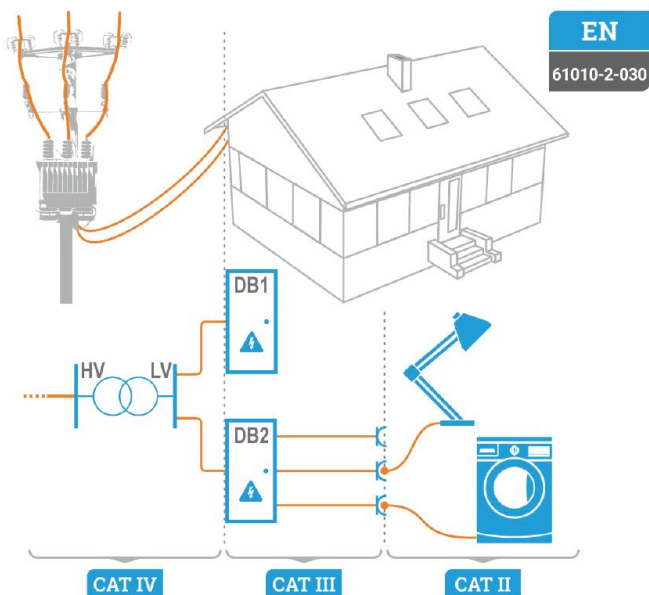 EN
61010-2-030
DB1
HV
LV
DB2
CAT IV
CAT III
CAT II